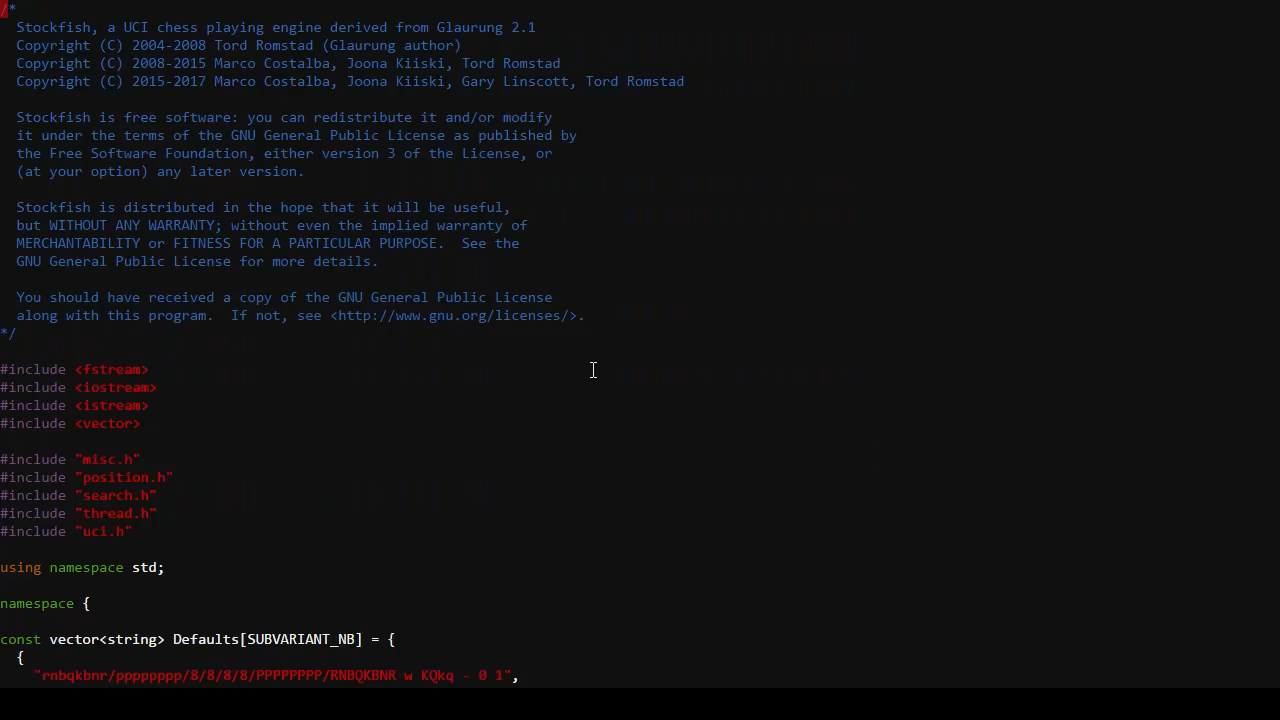 /*
  Stockfish, a UCI chess playing engine derived from Glaurung 2.1
  Copyright (C) 2004-2008 Tord Romstad (Glaurung author)
  Copyright (C) 2008-2015 Marco Costalba, Joona Kiiski, Tord Romstad
  Copyright (C) 2015-2017 Marco Costalba, Joona Kiiski, Gary Linscott, Tord Romstad

  Stockfish is free software: you can redistribute it and/or modify
  it under the terms of the GNU General Public License as published by
  the Free Software Foundation, either version 3 of the License, or
  (at your option) any later version.

  Stockfish is distributed in the hope that it will be useful,
  but WITHOUT ANY WARRANTY; without even the implied warranty of
  MERCHANTABILITY or FITNESS FOR A PARTICULAR PURPOSE.  See the
  GNU General Public License for more details.

  You should have received a copy of the GNU General Public License
  along with this program.  If not, see <http://www.gnu.org/licenses/>.
*/

#include <fstream>
#include <iostream>
#include <istream>
#include <vector>

#include "misc.h"
#include "position.h"
#include "search.h"
#include "thread.h"
#include "uci.h"

using namespace std;

namespace {

const vector<string> Defaults[SUBVARIANT_NB] = {
  {
    "rnbqkbnr/pppppppp/8/8/8/8/PPPPPPPP/RNBQKBNR w KQkq - 0 1",